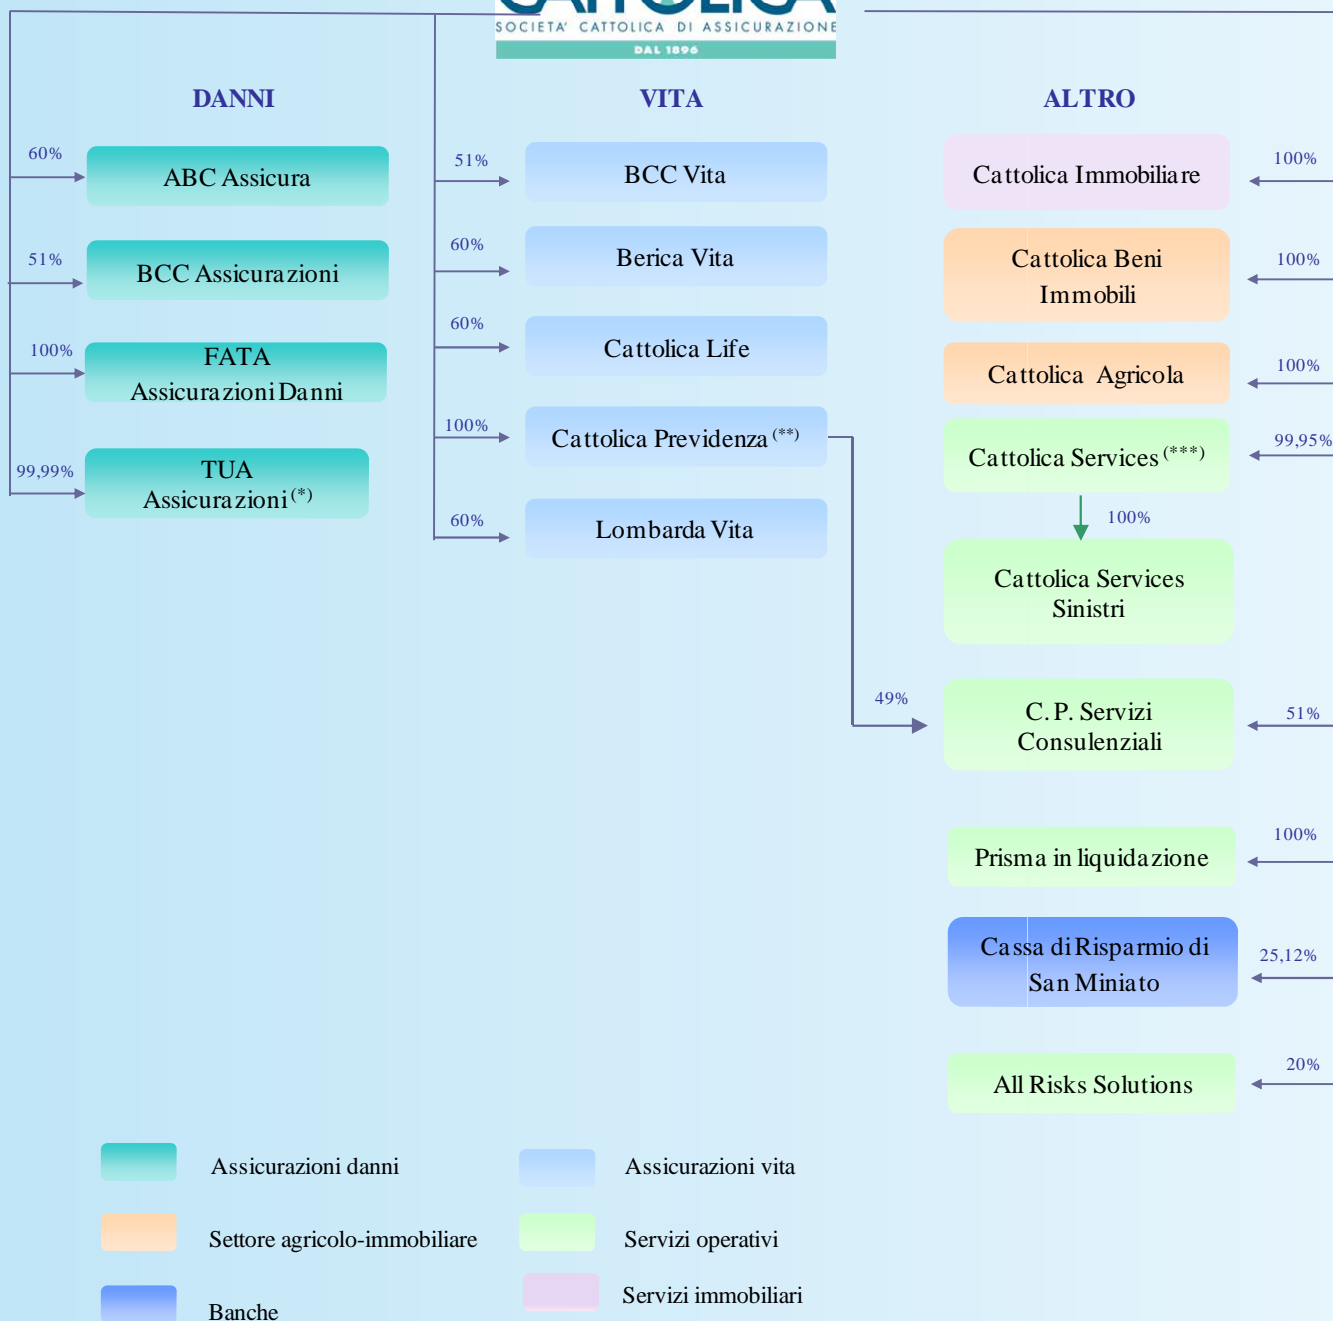 CATTOLICA
SOCIETA' CATTOLICA DI ASSICURAZIONE
DAL 1896
DANNI
VITA
ALTRO
60%
ABC Assicura
51%
BCC Assicurazioni
100%
FATA
Assicurazioni Danni
99,99%
TUA
Assicurazioni (*)
51%
BCC Vita
60%
Berica Vita
60%
Cattolica Life
100%
Cattolica Previdenza (**)
60%
Lombarda Vita
Cattolica Immobiliare
100%
Cattolica Beni
Immobili
100%
Cattolica Agricola
100%
Cattolica Services (***)
99,95%
100%
Cattolica Services
Sinistri
49%
C.P. Servizi
Consulenziali
51%
Prisma in liquidazione
100%
Cassa di Risparmio di
San Miniato
25,12%
All Risks Solutions
20%
Assicurazioni danni
Assicurazioni vita
Settore agricolo-immobiliare
Servizi operativi
Banche
Servizi immobiliari